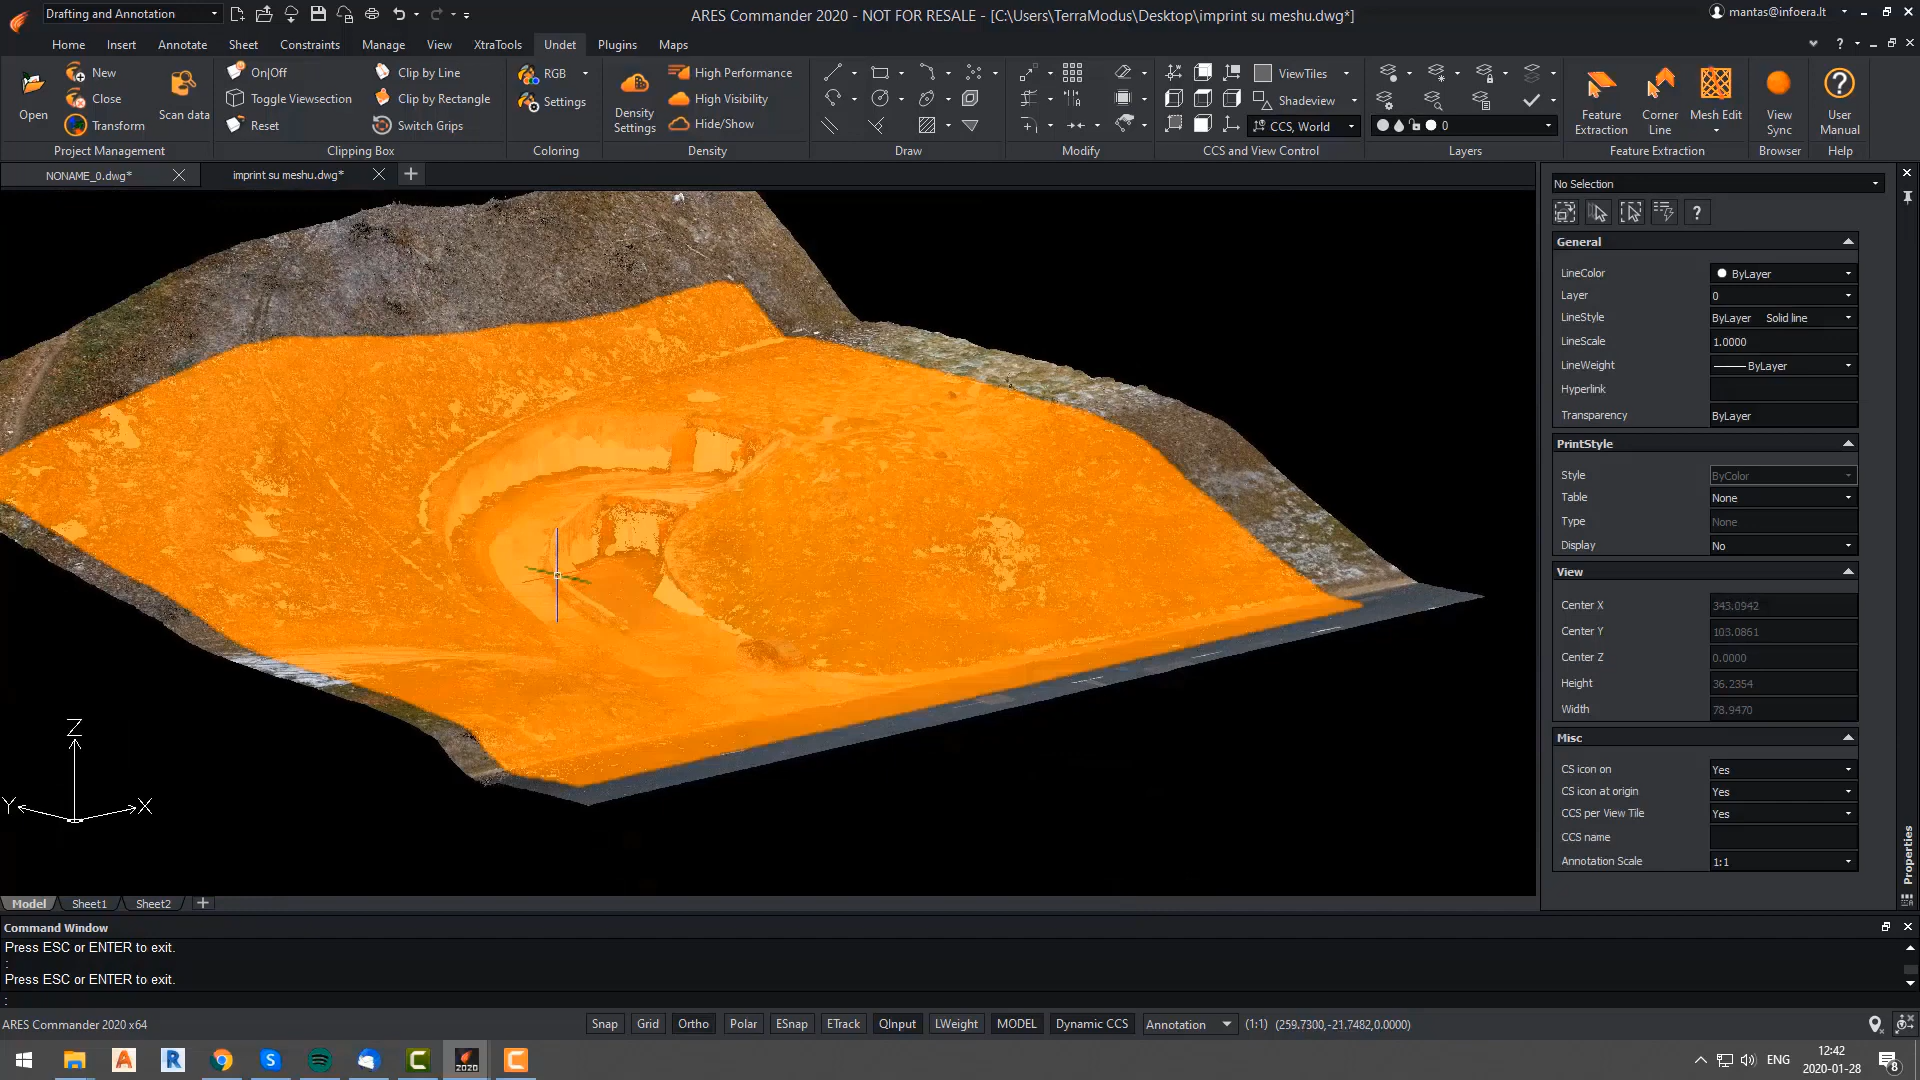 Drafting and Annotation
ARES Commander 2020 - NOT FOR RESALE - [C:\Users\TerraModus\Desktop\imprint su meshu.dwg*]
mantas@infoera.lt
Home Insert Annotate Sheet Constraints Manage View XtraTools Undet Plugins Maps
Open
New
Close
Transform
Scan data
Project Management
On|Off
Toggle Viewsection
Reset
Clip by Line
Clip by Rectangle
Switch Grips
Clipping Box
RGB
Settings
Coloring
Density
Settings
High Performance
High Visibility
Hide/Show
Density
Draw
Modify
ViewTiles
Shadeview
CCS, World
CCS and View Control
0
Layers
Feature
Extraction
Corner
Line
Mesh Edit
Feature Extraction
View
Sync
Browser
User
Manual
Help
NONAME_0.dwg*
imprint su meshu.dwg*
No Selection
General
LineColor ByLayer
Layer 0
LineStyle ByLayer Solid line
LineScale 1.0000
LineWeight ByLayer
Hyperlink
Transparency ByLayer
PrintStyle
Style ByColor
Table None
Type None
Display No
View
Center X 343.0942
Center Y 103.0861
Center Z 0.0000
Height 36.2354
Width 78.9470
Misc
CS icon on Yes
CS icon at origin Yes
CCS per View Tile Yes
CCS name
Annotation Scale 1:1
Properties
Z
Y
X
Model Sheet1 Sheet2
Command Window
Press ESC or ENTER to exit.
:
Press ESC or ENTER to exit.
:
ARES Commander 2020 x64
Snap Grid Ortho Polar ESnap ETrack QInput LWeight MODEL Dynamic CCS Annotation (1:1) (259.7300,-21.7482,0.0000)
2020
ENG
12:42
2020-01-28
8